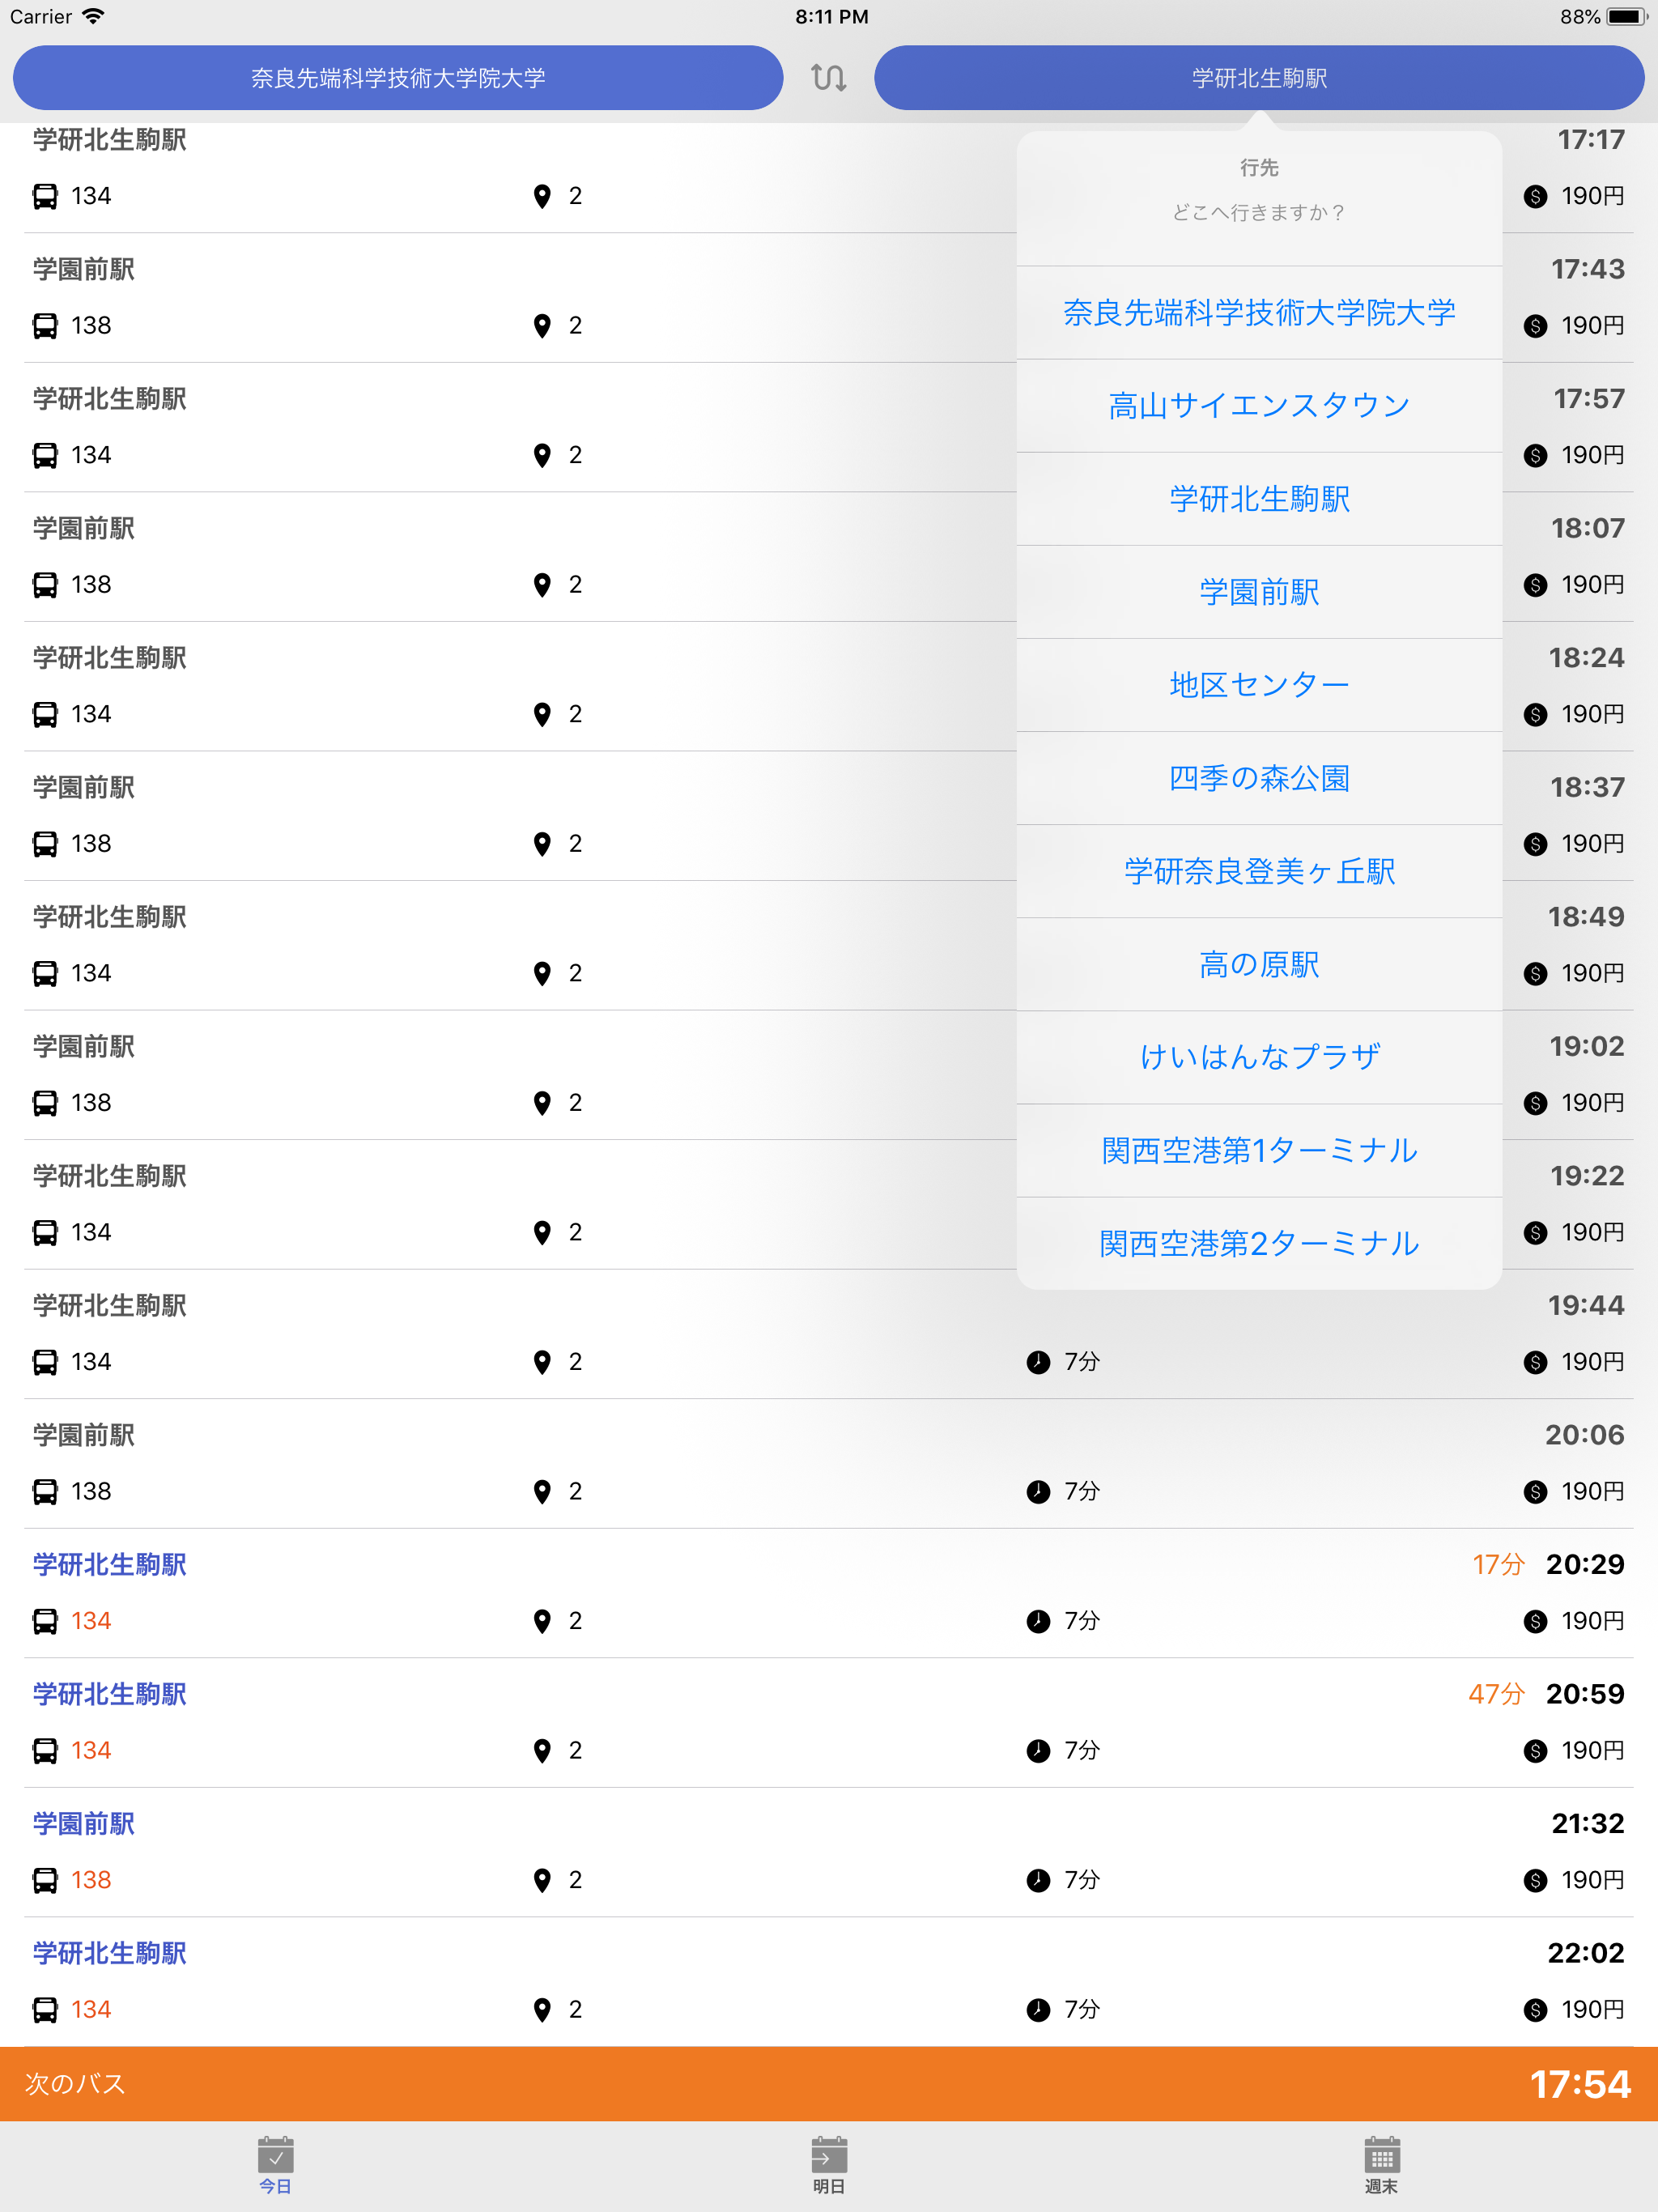 Carrier 8:11 PM 88%
奈良先端科学技術大学院大学 学研北生駒駅
学研北生駒駅 17:17
134 2 190円
学園前駅 17:43
138 2 190円
学研北生駒駅 17:57
134 2 190円
学園前駅 18:07
138 2 190円
学研北生駒駅 18:24
134 2 190円
学園前駅 18:37
138 2 190円
学研北生駒駅 18:49
134 2 190円
学園前駅 19:02
138 2 190円
学研北生駒駅 19:22
134 2 190円
行先
どこへ行きますか？
奈良先端科学技術大学院大学
高山サイエンスタウン
学研北生駒駅
学園前駅
地区センター
四季の森公園
学研奈良登美ヶ丘駅
高の原駅
けいはんなプラザ
関西空港第1ターミナル
関西空港第2ターミナル
学研北生駒駅 19:44
134 2 7分 190円
学園前駅 20:06
138 2 7分 190円
学研北生駒駅 17分 20:29
134 2 7分 190円
学研北生駒駅 47分 20:59
134 2 7分 190円
学園前駅 21:32
138 2 7分 190円
学研北生駒駅 22:02
134 2 7分 190円
次のバス 17:54
今日 明日 週末